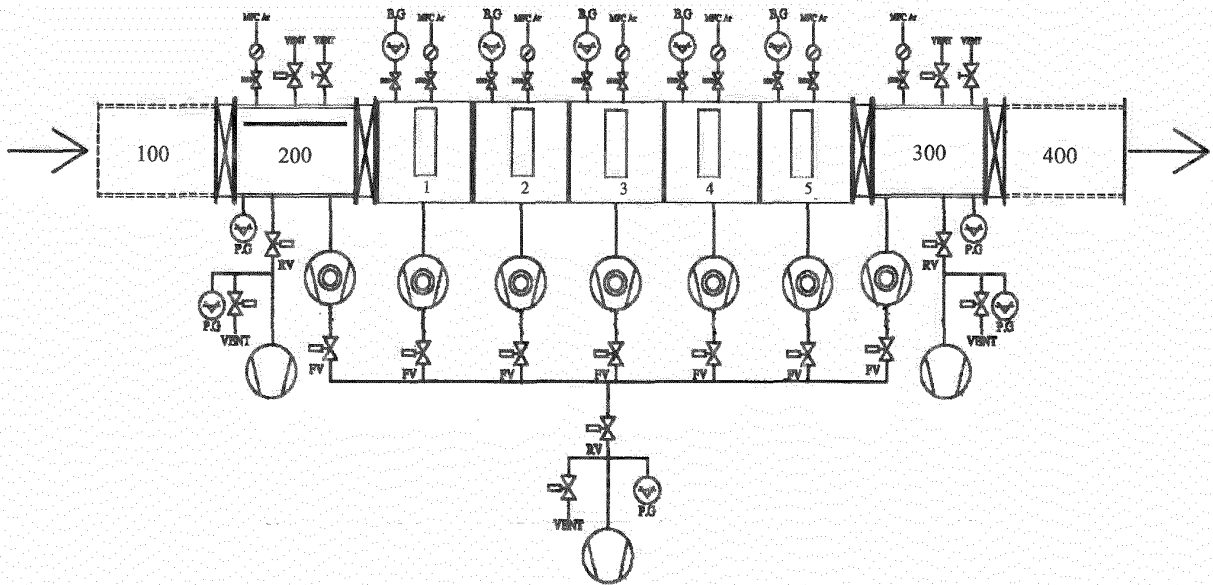 MFC Ar VENT VENT B.G MFC Ar B.G MFC Ar B.G MFC Ar B.G MFC Ar B.G MFC Ar MFC Ar VENT VENT
100 200 300 400
1 2 3 4 5
P.G P.G
RV RV
P.G P.G
VENT VENT
FV FV FV FV FV FV FV
RV
P.G
VENT